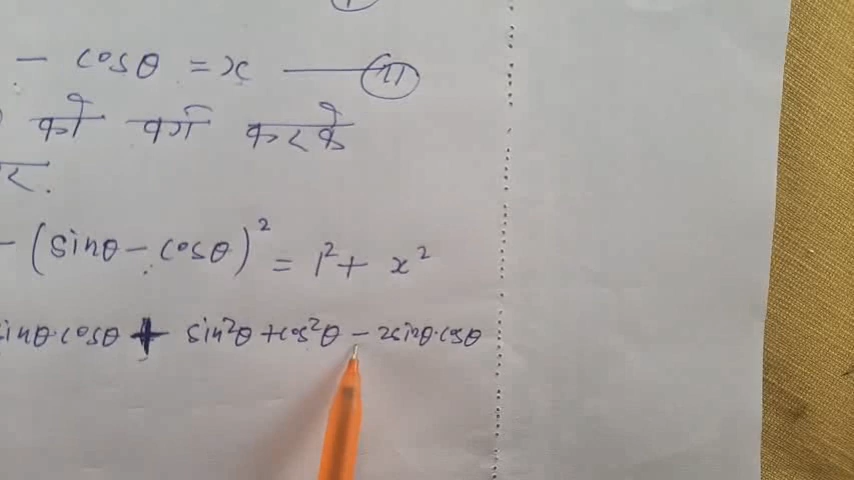 - cosθ = x —— (II)
को वर्ग करके
र.
- (sinθ - cosθ)² = 1² + x²
sinθ·cosθ + sin²θ + cos²θ - 2sinθ·cosθ